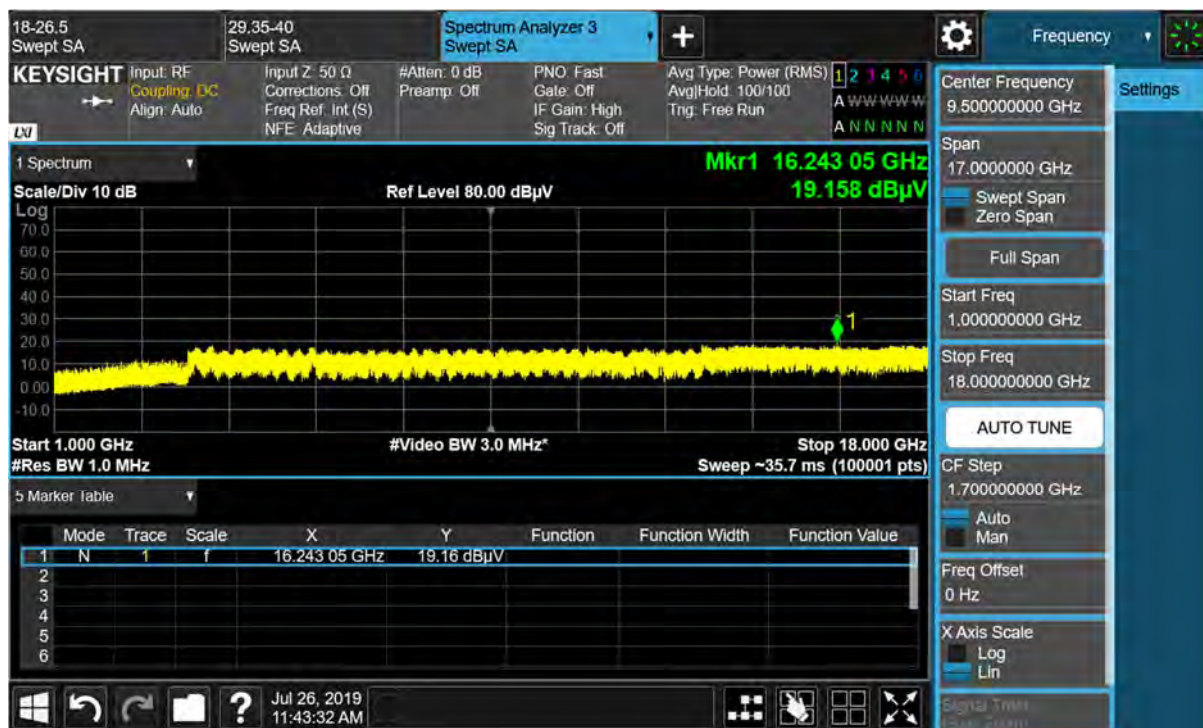 18-26.5
Swept SA
29.35-40
Swept SA
Spectrum Analyzer 3
Swept SA
Frequency
KEYSIGHT
Input: RF
Coupling: DC
Align: Auto
Input Z: 50 Ω
Corrections: Off
Freq Ref: Int (S)
NFE: Adaptive
#Atten: 0 dB
Preamp: Off
PNO: Fast
Gate: Off
IF Gain: High
Sig Track: Off
Avg Type: Power (RMS)
Avg|Hold: 100/100
Trig: Free Run
1 2 3 4 5 6
A W W W W W
A N N N N N
LXI
1 Spectrum
Scale/Div 10 dB
Ref Level 80.00 dBµV
Mkr1 16.243 05 GHz
19.158 dBµV
Log
70.0
60.0
50.0
40.0
30.0
20.0
10.0
0.00
-10.0
1
Start 1.000 GHz
#Video BW 3.0 MHz*
Stop 18.000 GHz
#Res BW 1.0 MHz
Sweep ~35.7 ms (100001 pts)
5 Marker Table
Mode Trace Scale X Y Function Function Width Function Value
1 N 1 f 16.243 05 GHz 19.16 dBµV
2
3
4
5
6
Jul 26, 2019
11:43:32 AM
Center Frequency
9.500000000 GHz
Settings
Span
17.0000000 GHz
Swept Span
Zero Span
Full Span
Start Freq
1.000000000 GHz
Stop Freq
18.000000000 GHz
AUTO TUNE
CF Step
1.700000000 GHz
Auto
Man
Freq Offset
0 Hz
X Axis Scale
Log
Lin